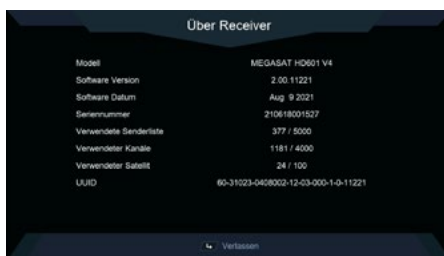 Über Receiver
Modell MEGASAT HD601 V4
Software Version 2.00.11221
Software Datum Aug 9 2021
Seriennummer 210618001527
Verwendete Senderliste 377 / 5000
Verwendeter Kanäle 1181 / 4000
Verwendeter Satellit 24 / 100
UUID 60-31023-0408002-12-03-000-1-0-11221
Verlassen